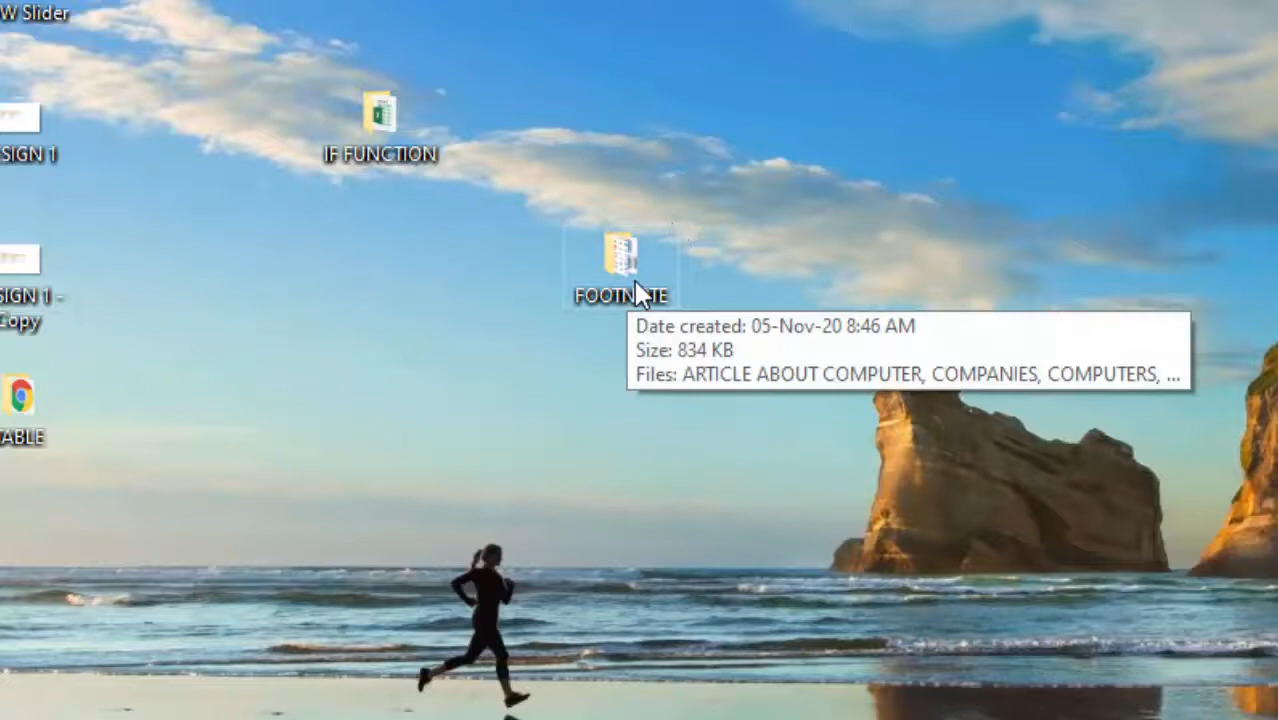 W Slider
SIGN 1
IF FUNCTION
FOOTN TE
Date created: 05-Nov-20 8:46 AM
Size: 834 KB
Files: ARTICLE ABOUT COMPUTER, COMPANIES, COMPUTERS, ...
SIGN 1 -
Copy
TABLE